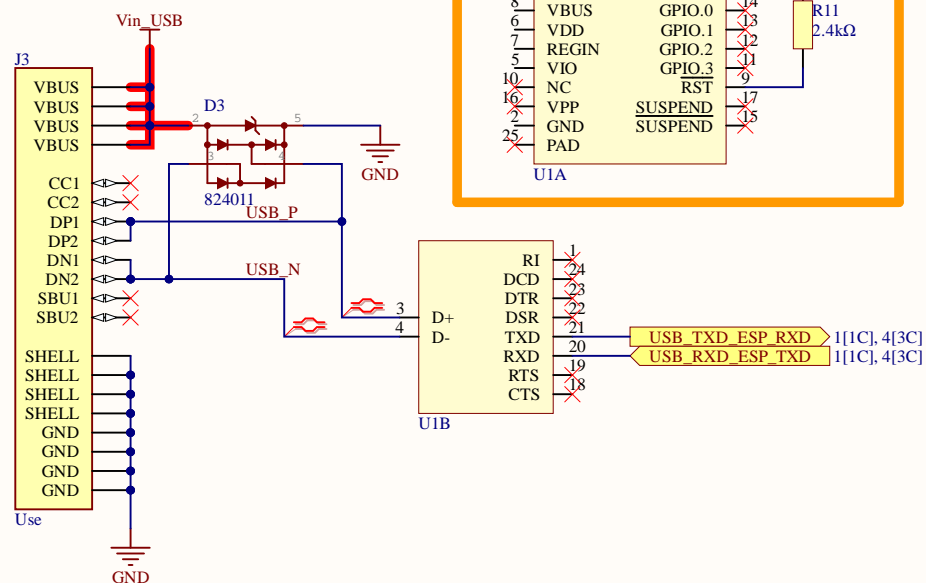 Vin_USB
J3
VBUS
VBUS
VBUS
VBUS
CC1
CC2
DP1
DP2
DN1
DN2
SBU1
SBU2
SHELL
SHELL
SHELL
SHELL
GND
GND
GND
GND
Use
GND
D3
2
5
3
4
824011
GND
USB_P
USB_N
8 VBUS GPIO.0 14
6 VDD GPIO.1 13
7 REGIN GPIO.2 12
5 VIO GPIO.3 11
10 NC RST 9
16 VPP SUSPEND 17
2 GND SUSPEND 15
25 PAD
U1A
R11
2.4kΩ
RI 1
DCD 24
DTR 23
DSR 22
3 D+ TXD 21 USB_TXD_ESP_RXD 1[1C], 4[3C]
4 D- RXD 20 USB_RXD_ESP_TXD 1[1C], 4[3C]
RTS 19
CTS 18
U1B